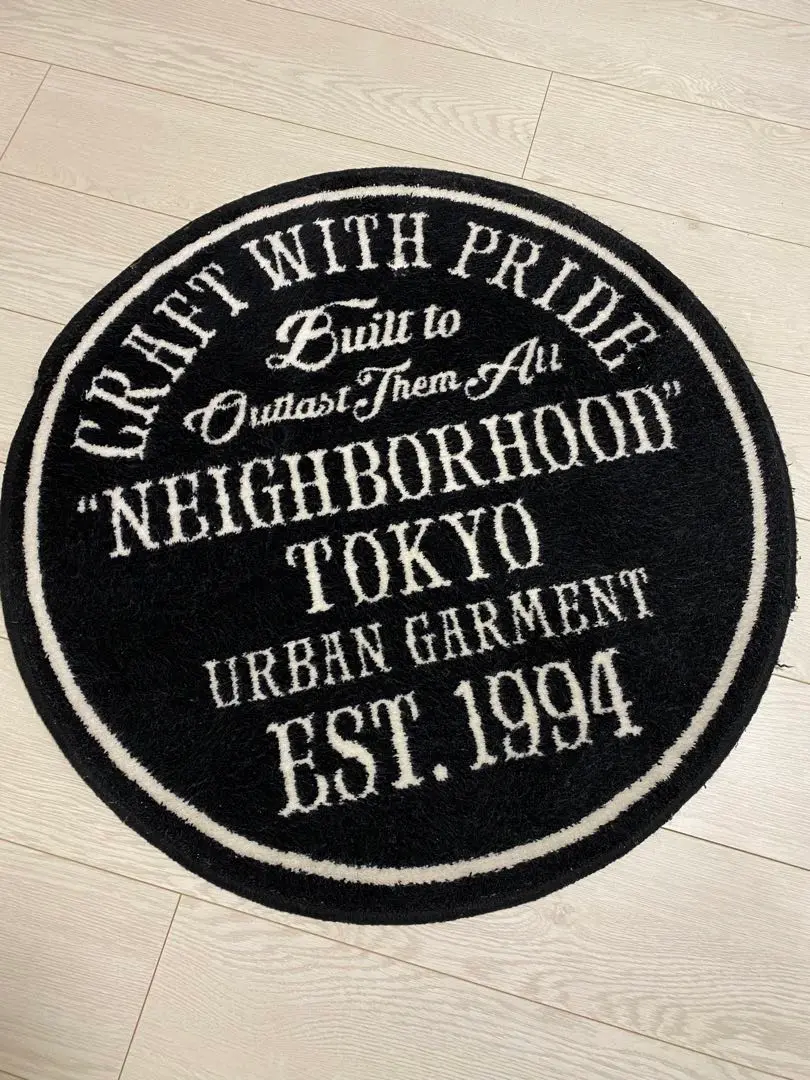 CRAFT WITH PRIDE
Built to
Outlast Them All
"NEIGHBORHOOD"
TOKYO
URBAN GARMENT
EST. 1994